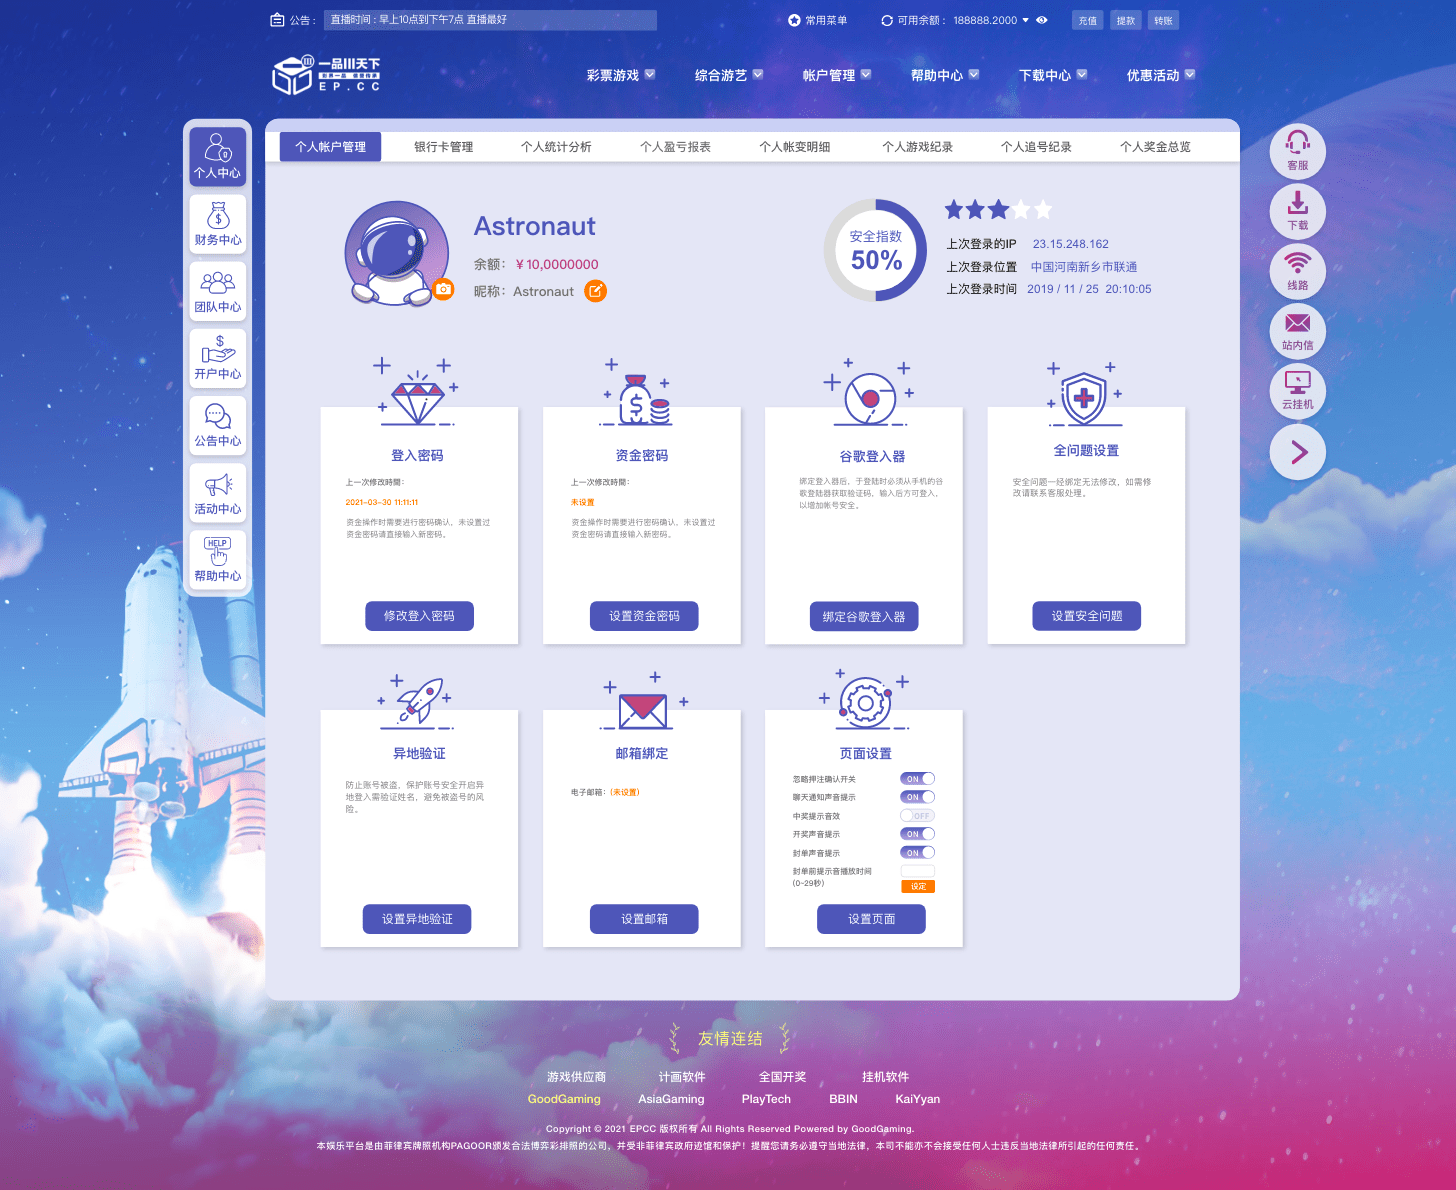 公告： 直播时间 : 早上10点到下午7点 直播最好
常用菜单 可用余额： 188888.2000 充值 提款 转账
一品III天下
EP.CC
彩票游戏 综合游艺 帐户管理 帮助中心 下载中心 优惠活动
个人中心
财务中心
团队中心
开户中心
公告中心
活动中心
HELP
帮助中心
个人帐户管理 银行卡管理 个人统计分析 个人盈亏报表 个人帐变明细 个人游戏纪录 个人追号纪录 个人奖金总览
Astronaut
余额： ¥10,0000000
昵称： Astronaut
安全指数
50%
上次登录的IP 23.15.248.162
上次登录位置 中国河南新乡市联通
上次登录时间 2019 / 11 / 25 20:10:05
客服
下载
线路
站内信
云挂机
登入密码
上一次修改時間：
2021-03-30 11:11:11
资金操作时需要进行密码确认，未设置过
资金密码请直接输入新密码。
修改登入密码
资金密码
上一次修改時間：
未设置
资金操作时需要进行密码确认，未设置过
资金密码请直接输入新密码。
设置资金密码
谷歌登入器
绑定登入器后，于登陆时必须从手机的谷
歌登陆器获取验证码，输入后方可登入，
以增加帐号安全。
绑定谷歌登入器
全问题设置
安全问题一经绑定无法修改，如需修
改请联系客服处理。
设置安全问题
异地验证
防止账号被盗，保护账号安全开启异
地登入需验证姓名，避免被盗号的风
险。
设置异地验证
邮箱綁定
电子邮箱：(未设置)
设置邮箱
页面设置
忽略押注确认开关 ON
聊天通知声音提示 ON
中奖提示音效 OFF
开奖声音提示 ON
封单声音提示 ON
封单前提示音播放时间
(0-29秒) 设定
设置页面
友情连结
游戏供应商 计画软件 全国开奖 挂机软件
GoodGaming AsiaGaming PlayTech BBIN KaiYyan
Copyright © 2021 EPCC 版权所有 All Rights Reserved Powered by GoodGaming.
本娱乐平台是由菲律宾牌照机构PAGOOR颁发合法博弈彩排照的公司，并受非菲律宾政府迹馆和保护！提醒您请务必遵守当地法律，本司不能亦不会接受任何人士违反当地法律所引起的任何责任。